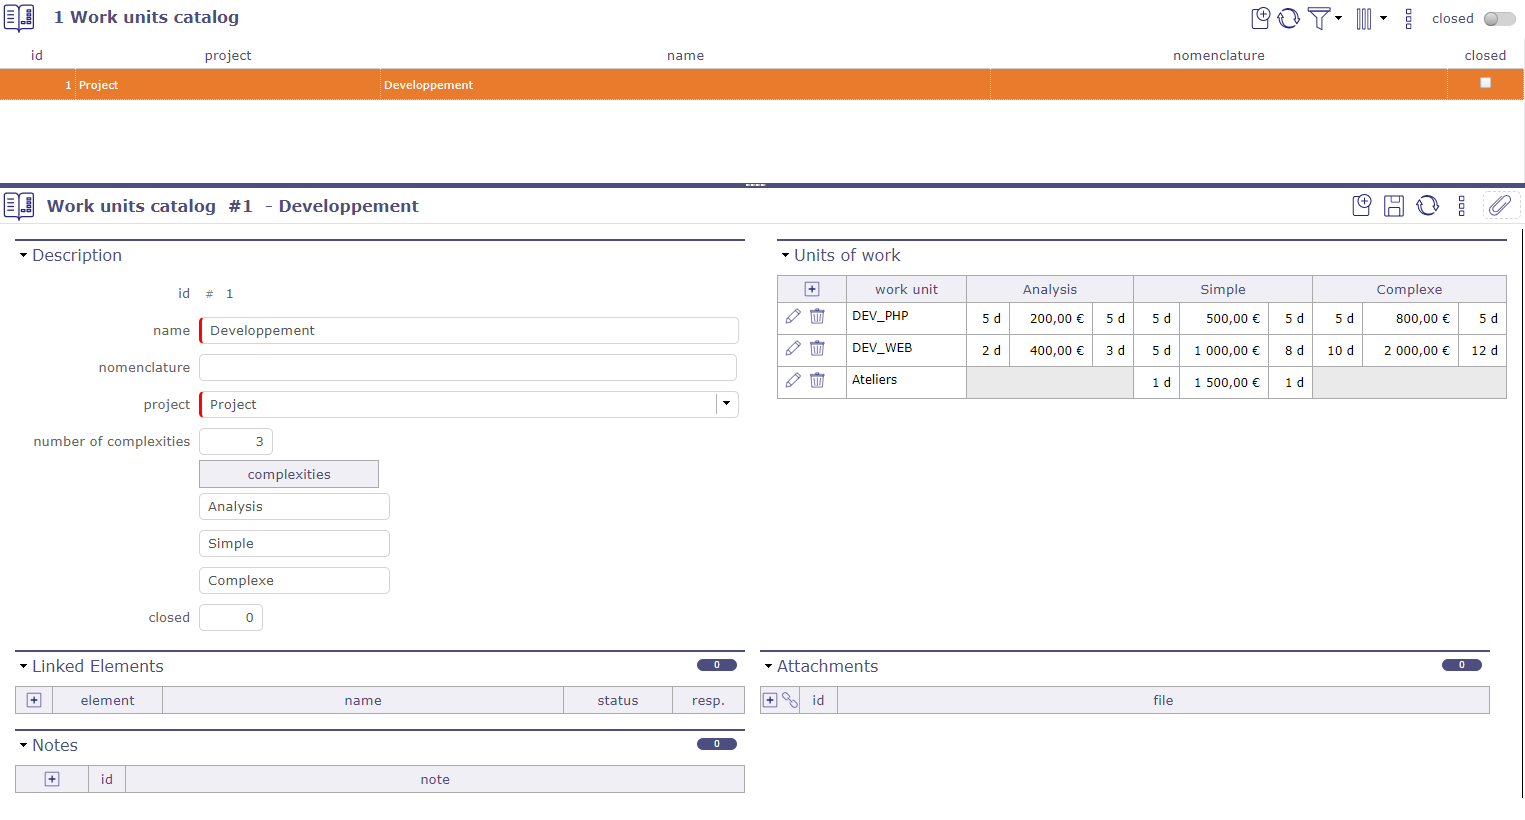 1 Work units catalog
closed
id project name nomenclature closed
1 Project Developpement
Work units catalog #1 - Developpement
Description
id # 1
name Developpement
nomenclature
project Project
number of complexities 3
complexities
Analysis
Simple
Complexe
closed 0
Units of work
work unit Analysis Simple Complexe
DEV_PHP 5 d 200,00 € 5 d 5 d 500,00 € 5 d 5 d 800,00 € 5 d
DEV_WEB 2 d 400,00 € 3 d 5 d 1 000,00 € 8 d 10 d 2 000,00 € 12 d
Ateliers 1 d 1 500,00 € 1 d
Linked Elements 0
element name status resp.
Attachments 0
id file
Notes 0
id note